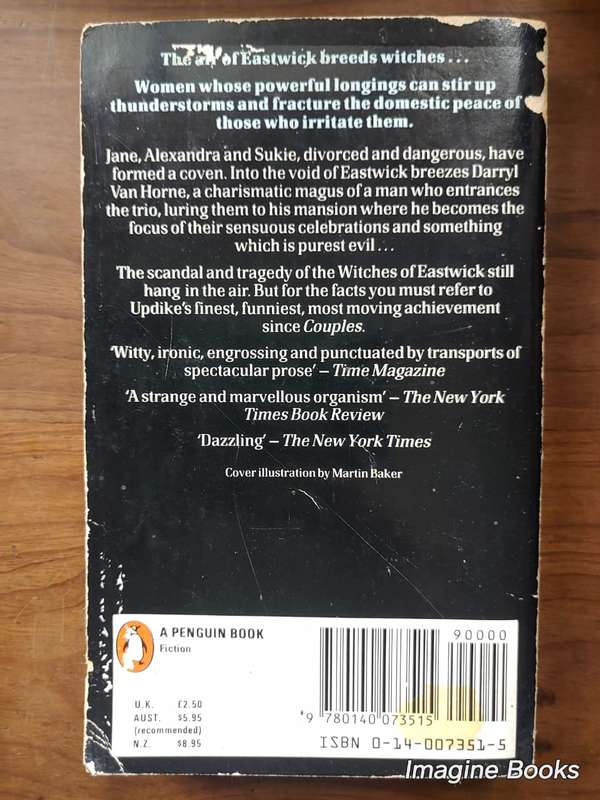 The air of Eastwick breeds witches...
Women whose powerful longings can stir up
thunderstorms and fracture the domestic peace of
those who irritate them.
Jane, Alexandra and Sukie, divorced and dangerous, have
formed a coven. Into the void of Eastwick breezes Darryl
Van Horne, a charismatic magus of a man who entrances
the trio, luring them to his mansion where he becomes the
focus of their sensuous celebrations and something
which is purest evil...
The scandal and tragedy of the Witches of Eastwick still
hang in the air. But for the facts you must refer to
Updike's finest, funniest, most moving achievement
since Couples.
'Witty, ironic, engrossing and punctuated by transports of
spectacular prose' – Time Magazine
'A strange and marvellous organism' – The New York
Times Book Review
'Dazzling' – The New York Times
Cover illustration by Martin Baker
A PENGUIN BOOK
Fiction
U.K. £2.50
AUST. $5.95
(recommended)
N.Z. $8.95
90000
9 780140 073515
ISBN 0-14-007351-5
Imagine Books